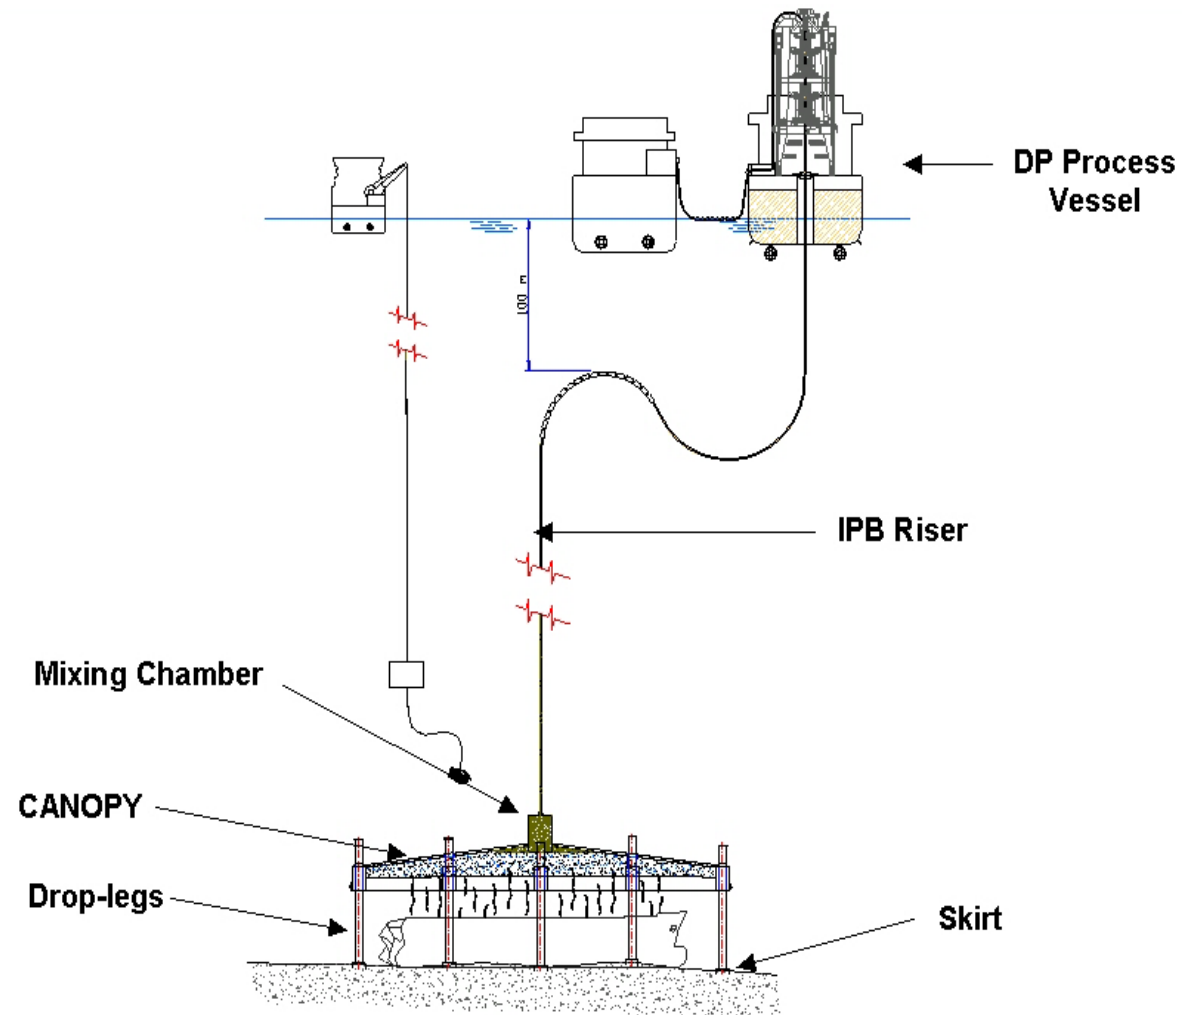 DP Process
Vessel
100 m
IPB Riser
Mixing Chamber
CANOPY
Drop-legs
Skirt